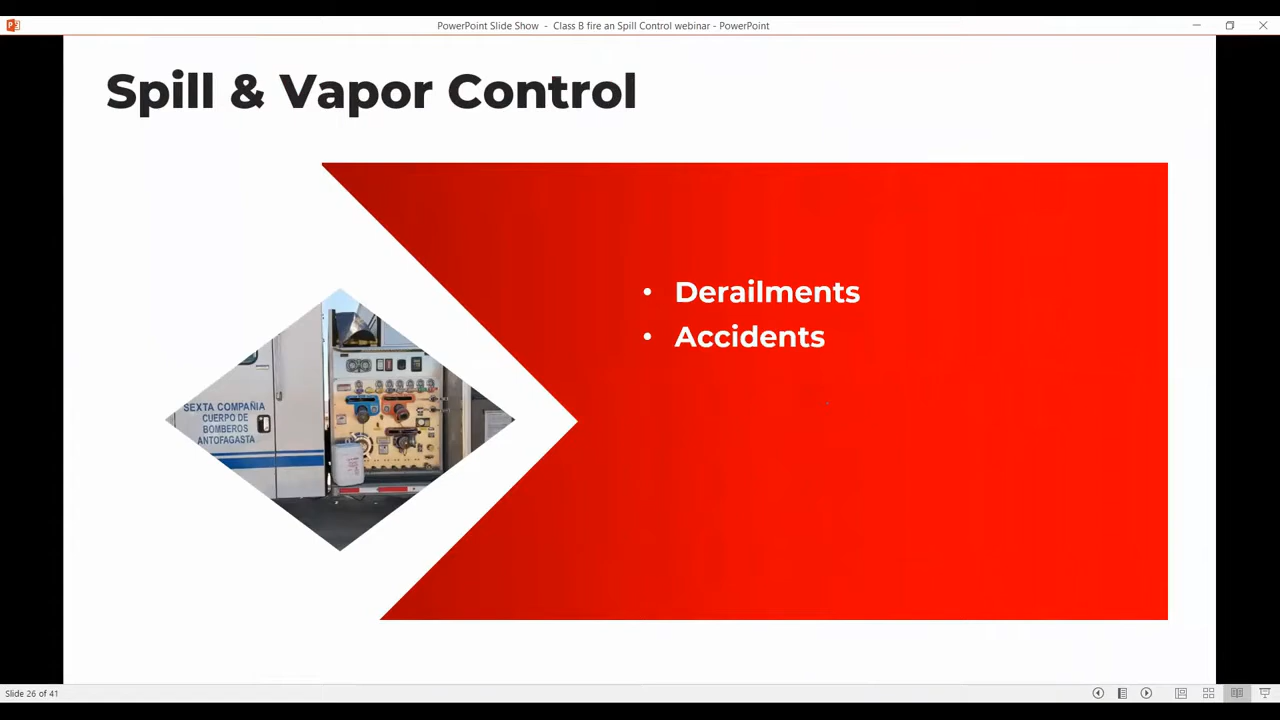 PowerPoint Slide Show - Class B fire an Spill Control webinar - PowerPoint
Spill & Vapor Control
• Derailments
• Accidents
SEXTA COMPAÑIA
CUERPO DE
BOMBEROS
ANTOFAGASTA
Slide 26 of 41